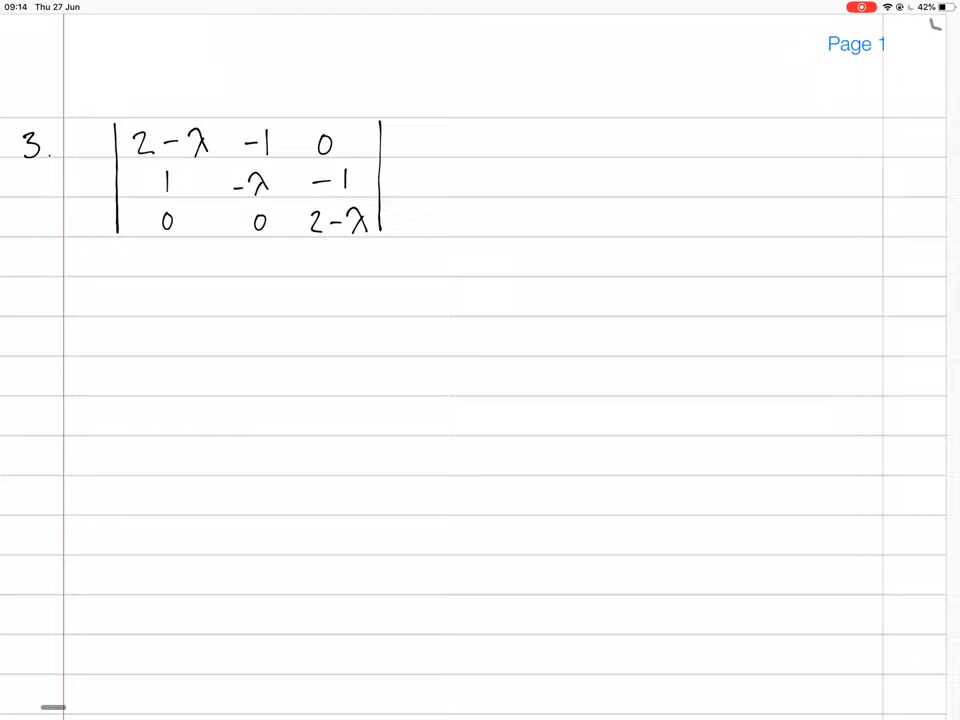 09:14 Thu 27 Jun 42%
Page 1
3. | 2-λ -1 0 |
| 1 -λ -1 |
| 0 0 2-λ |